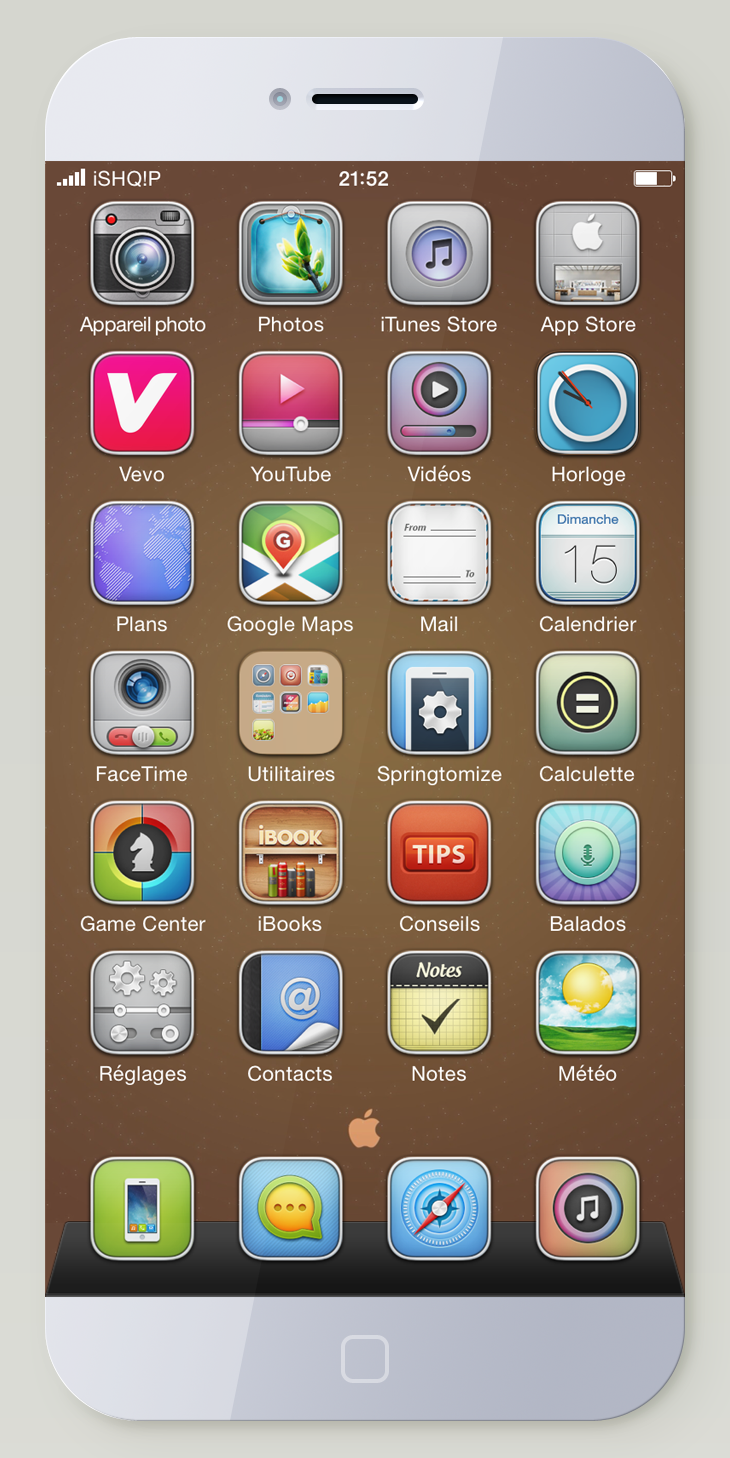 iSHQ!P 21:52
Appareil photo Photos iTunes Store App Store
V
Vevo YouTube Vidéos Horloge
G From Dimanche
To 15
Plans Google Maps Mail Calendrier
FaceTime Utilitaires Springtomize Calculette
iBOOK TIPS
Game Center iBooks Conseils Balados
@ Notes
Réglages Contacts Notes Météo